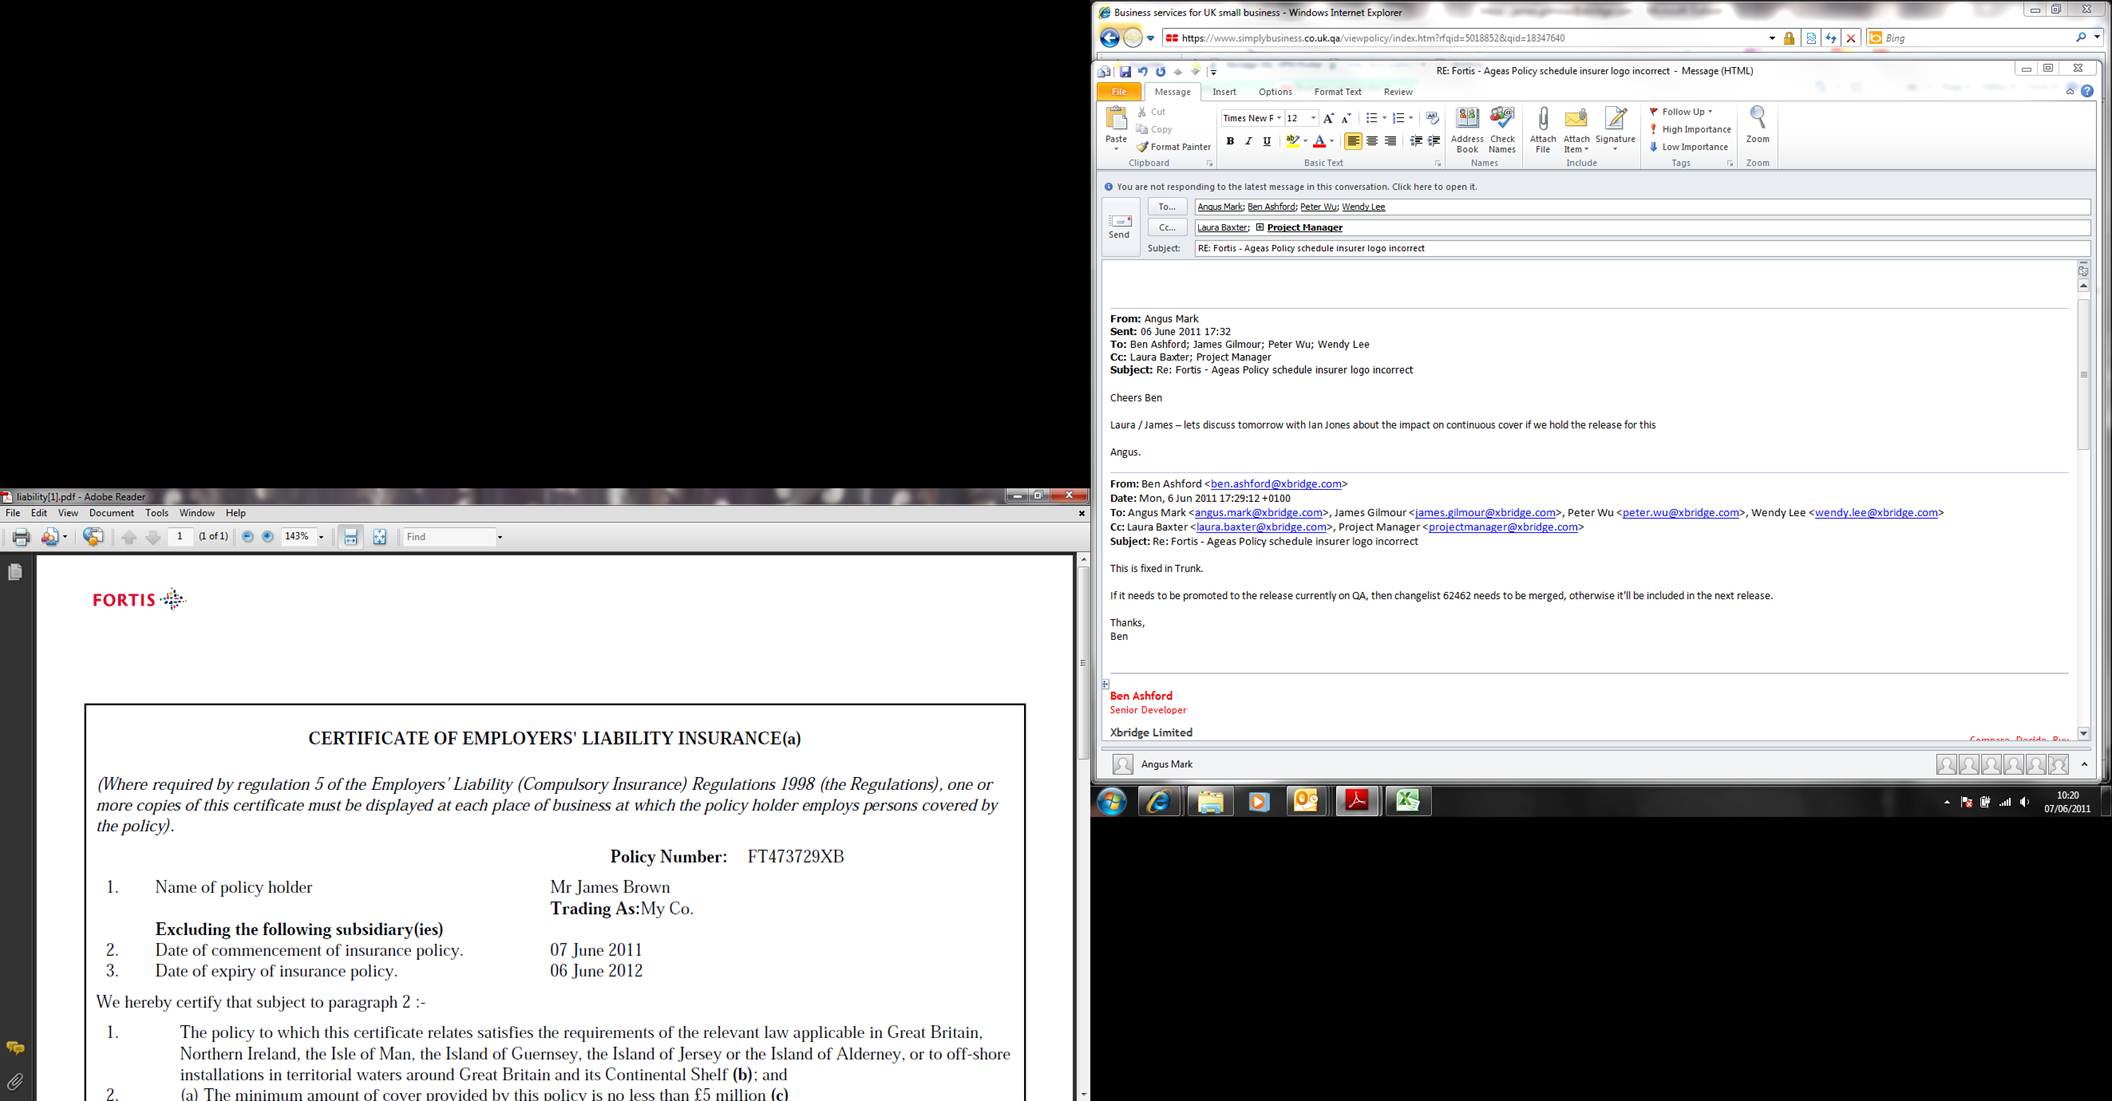 liability[1].pdf - Adobe Reader
File Edit View Document Tools Window Help
1 (1 of 1) 143% Find
FORTIS
CERTIFICATE OF EMPLOYERS' LIABILITY INSURANCE(a)
(Where required by regulation 5 of the Employers' Liability (Compulsory Insurance) Regulations 1998 (the Regulations), one or
more copies of this certificate must be displayed at each place of business at which the policy holder employs persons covered by
the policy).
Policy Number: FT473729XB
1. Name of policy holder Mr James Brown
Trading As:My Co.
Excluding the following subsidiary(ies)
2. Date of commencement of insurance policy. 07 June 2011
3. Date of expiry of insurance policy. 06 June 2012
We hereby certify that subject to paragraph 2 :-
1. The policy to which this certificate relates satisfies the requirements of the relevant law applicable in Great Britain,
Northern Ireland, the Isle of Man, the Island of Guernsey, the Island of Jersey or the Island of Alderney, or to off-shore
installations in territorial waters around Great Britain and its Continental Shelf (b); and
2. (a) The minimum amount of cover provided by this policy is no less than £5 million (c)
Business services for UK small business - Windows Internet Explorer
https://www.simplybusiness.co.uk.qa/viewpolicy/index.htm?rfqid=5018852&qid=18347640
Bing
RE: Fortis - Ageas Policy schedule insurer logo incorrect - Message (HTML)
File Message Insert Options Format Text Review
Paste
Cut
Copy
Format Painter
Clipboard
Times New F 12
B I U
Basic Text
Address Book
Check Names
Names
Attach File
Attach Item
Signature
Include
Follow Up
High Importance
Low Importance
Tags
Zoom
Zoom
You are not responding to the latest message in this conversation. Click here to open it.
Send
To... Angus Mark; Ben Ashford; Peter Wu; Wendy Lee
Cc... Laura Baxter; Project Manager
Subject: RE: Fortis - Ageas Policy schedule insurer logo incorrect
From: Angus Mark
Sent: 06 June 2011 17:32
To: Ben Ashford; James Gilmour; Peter Wu; Wendy Lee
Cc: Laura Baxter; Project Manager
Subject: Re: Fortis - Ageas Policy schedule insurer logo incorrect
Cheers Ben
Laura / James – lets discuss tomorrow with Ian Jones about the impact on continuous cover if we hold the release for this
Angus.
From: Ben Ashford <ben.ashford@xbridge.com>
Date: Mon, 6 Jun 2011 17:29:12 +0100
To: Angus Mark <angus.mark@xbridge.com>, James Gilmour <james.gilmour@xbridge.com>, Peter Wu <peter.wu@xbridge.com>, Wendy Lee <wendy.lee@xbridge.com>
Cc: Laura Baxter <laura.baxter@xbridge.com>, Project Manager <projectmanager@xbridge.com>
Subject: Re: Fortis - Ageas Policy schedule insurer logo incorrect
This is fixed in Trunk.
If it needs to be promoted to the release currently on QA, then changelist 62462 needs to be merged, otherwise it'll be included in the next release.
Thanks,
Ben
Ben Ashford
Senior Developer
Xbridge Limited
Compare. Decide. Buy
Angus Mark
10:20
07/06/2011